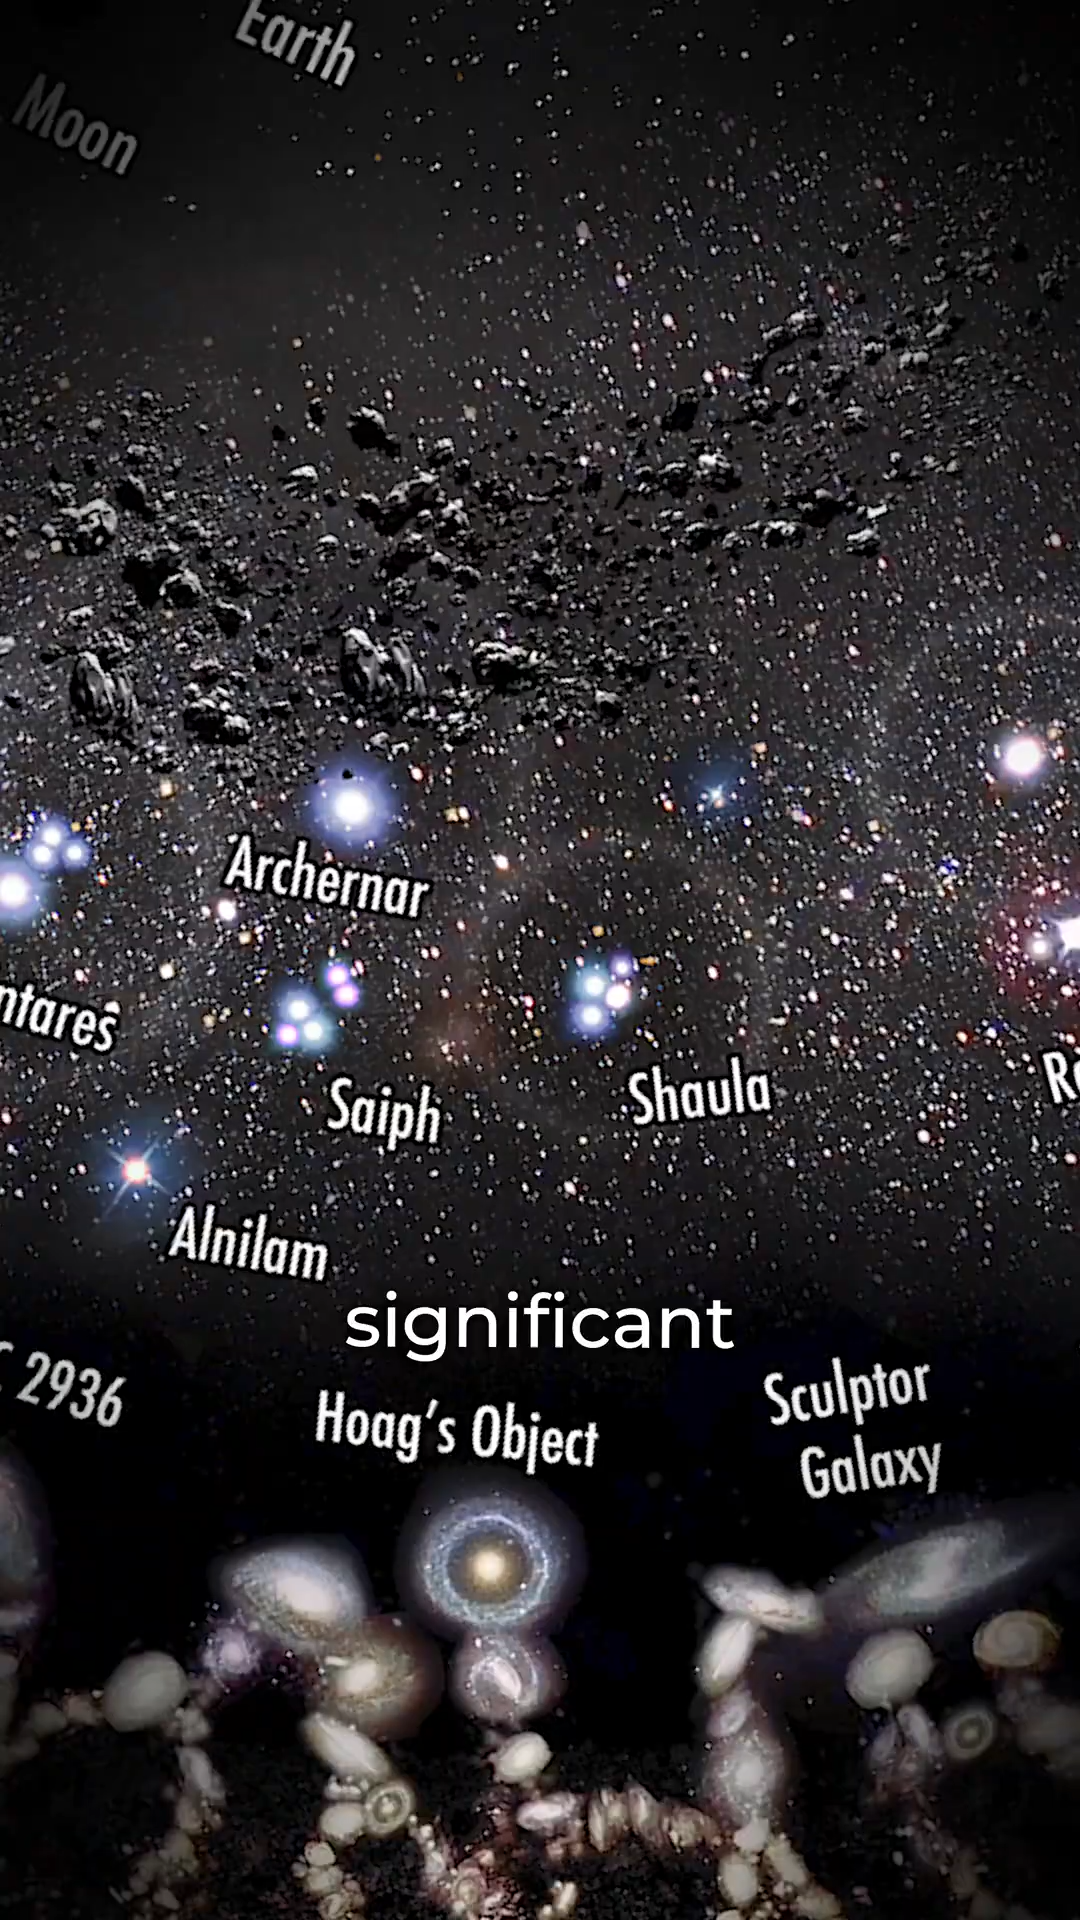 Earth
Moon
Archernar
ntares
Saiph
Shaula
Alnilam
significant
2936
Hoag's Object
Sculptor
Galaxy